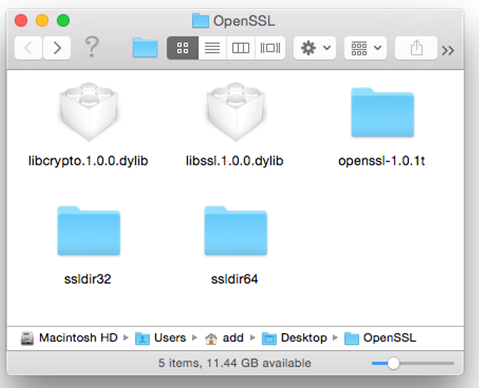 OpenSSL
libcrypto.1.0.0.dylib
libssl.1.0.0.dylib
openssl-1.0.1t
ssldir32
ssldir64
Macintosh HD ▸ Users ▸ add ▸ Desktop ▸ OpenSSL
5 items, 11.44 GB available